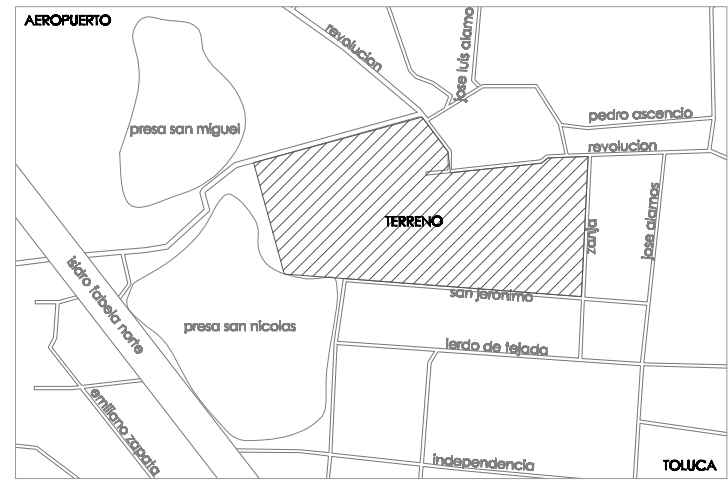 AEROPUERTO
revolucion
jose luis alamo
pedro ascencio
presa san miguel
revolucion
TERRENO
zanja
jose alamos
isidro fabela norte
san jeronimo
presa san nicolas
lerdo de tejada
emiliano zapata
independencia
TOLUCA